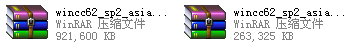 wincc62_sp2_asia... wincc62_sp2_asia...
WinRAR 压缩文件 WinRAR 压缩文件
921,600 KB 263,325 KB